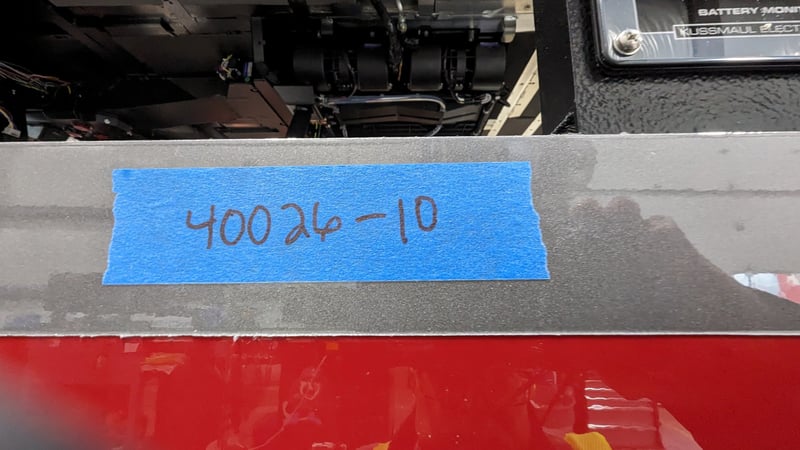 BATTERY MONI
KUSSMAUL ELECT
40026-10